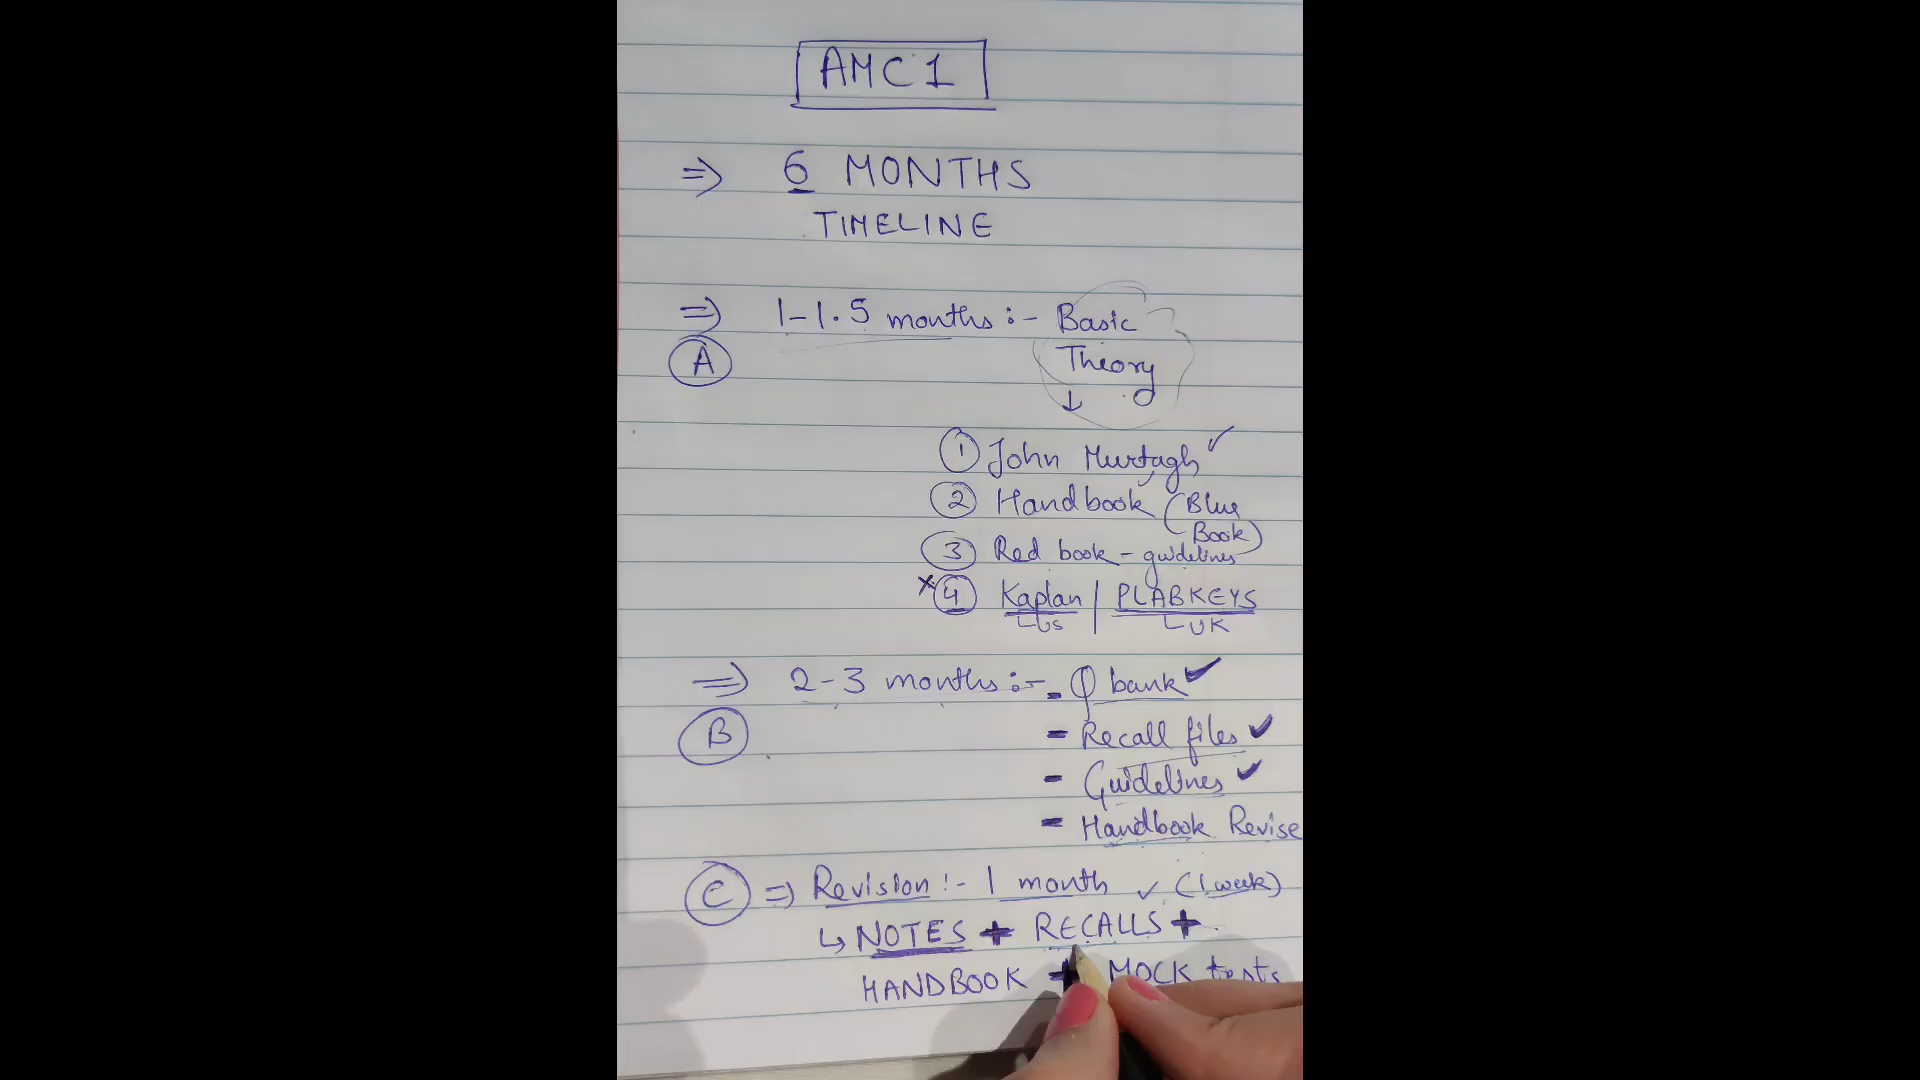 AMC 1
⇒ 6 MONTHS
TIMELINE
⇒ 1-1.5 months :- Basic
A Theory
↓
1 John Murtagh ✓
2 Handbook (Blue
Book)
3 Red book - guidelines
x 4 Kaplan | PLABKEYS
US UK
⇒ 2-3 months :- - Q bank ✓
B - Recall files ✓
- Guidelines ✓
- Handbook Revise
C ⇒ Revision :- 1 month ✓ (1 week)
↳ NOTES + RECALLS +
HANDBOOK + MOCK tests